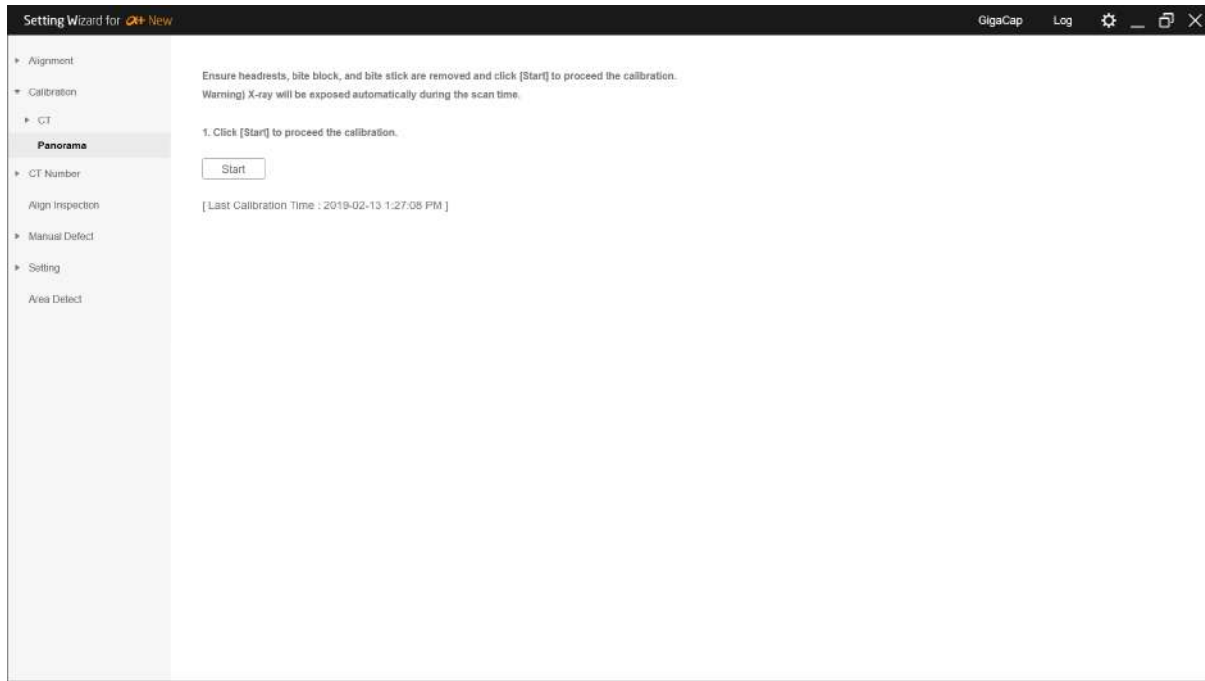 Setting Wizard for α+ New
GigaCap Log
Alignment
Calibration
CT
Panorama
CT Number
Align Inspection
Manual Defect
Setting
Area Detect
Ensure headrests, bite block, and bite stick are removed and click [Start] to proceed the calibration.
Warning) X-ray will be exposed automatically during the scan time.
1. Click [Start] to proceed the calibration.
Start
[ Last Calibration Time : 2019-02-13 1:27:08 PM ]